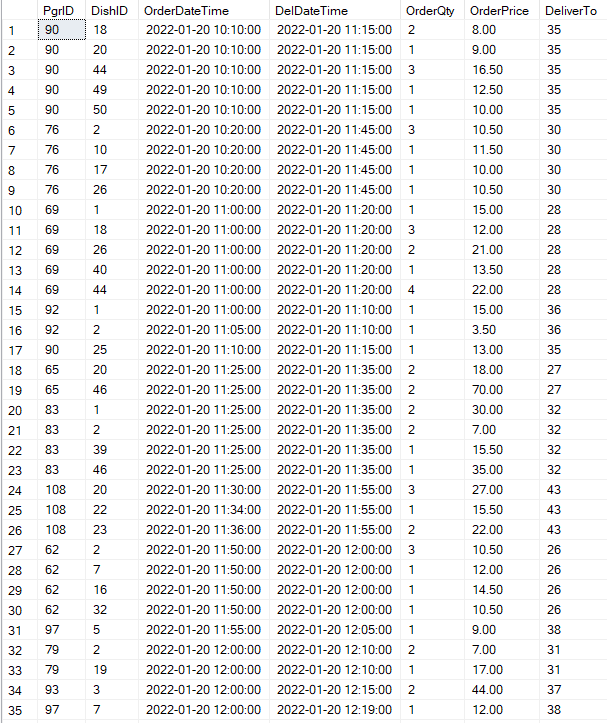 PgrID DishID OrderDateTime DelDateTime OrderQty OrderPrice DeliverTo
1 90 18 2022-01-20 10:10:00 2022-01-20 11:15:00 2 8.00 35
2 90 20 2022-01-20 10:10:00 2022-01-20 11:15:00 1 9.00 35
3 90 44 2022-01-20 10:10:00 2022-01-20 11:15:00 3 16.50 35
4 90 49 2022-01-20 10:10:00 2022-01-20 11:15:00 1 12.50 35
5 90 50 2022-01-20 10:10:00 2022-01-20 11:15:00 1 10.00 35
6 76 2 2022-01-20 10:20:00 2022-01-20 11:45:00 3 10.50 30
7 76 10 2022-01-20 10:20:00 2022-01-20 11:45:00 1 11.50 30
8 76 17 2022-01-20 10:20:00 2022-01-20 11:45:00 1 10.00 30
9 76 26 2022-01-20 10:20:00 2022-01-20 11:45:00 1 10.50 30
10 69 1 2022-01-20 11:00:00 2022-01-20 11:20:00 1 15.00 28
11 69 18 2022-01-20 11:00:00 2022-01-20 11:20:00 3 12.00 28
12 69 26 2022-01-20 11:00:00 2022-01-20 11:20:00 2 21.00 28
13 69 40 2022-01-20 11:00:00 2022-01-20 11:20:00 1 13.50 28
14 69 44 2022-01-20 11:00:00 2022-01-20 11:20:00 4 22.00 28
15 92 1 2022-01-20 11:00:00 2022-01-20 11:10:00 1 15.00 36
16 92 2 2022-01-20 11:05:00 2022-01-20 11:10:00 1 3.50 36
17 90 25 2022-01-20 11:10:00 2022-01-20 11:15:00 1 13.00 35
18 65 20 2022-01-20 11:25:00 2022-01-20 11:35:00 2 18.00 27
19 65 46 2022-01-20 11:25:00 2022-01-20 11:35:00 2 70.00 27
20 83 1 2022-01-20 11:25:00 2022-01-20 11:35:00 2 30.00 32
21 83 2 2022-01-20 11:25:00 2022-01-20 11:35:00 2 7.00 32
22 83 39 2022-01-20 11:25:00 2022-01-20 11:35:00 1 15.50 32
23 83 46 2022-01-20 11:25:00 2022-01-20 11:35:00 1 35.00 32
24 108 20 2022-01-20 11:30:00 2022-01-20 11:55:00 3 27.00 43
25 108 22 2022-01-20 11:34:00 2022-01-20 11:55:00 1 15.50 43
26 108 23 2022-01-20 11:36:00 2022-01-20 11:55:00 2 22.00 43
27 62 2 2022-01-20 11:50:00 2022-01-20 12:00:00 3 10.50 26
28 62 7 2022-01-20 11:50:00 2022-01-20 12:00:00 1 12.00 26
29 62 16 2022-01-20 11:50:00 2022-01-20 12:00:00 1 14.50 26
30 62 32 2022-01-20 11:50:00 2022-01-20 12:00:00 1 10.50 26
31 97 5 2022-01-20 11:55:00 2022-01-20 12:05:00 1 9.00 38
32 79 2 2022-01-20 12:00:00 2022-01-20 12:10:00 2 7.00 31
33 79 19 2022-01-20 12:00:00 2022-01-20 12:10:00 1 17.00 31
34 93 3 2022-01-20 12:00:00 2022-01-20 12:15:00 2 44.00 37
35 97 7 2022-01-20 12:00:00 2022-01-20 12:19:00 1 12.00 38